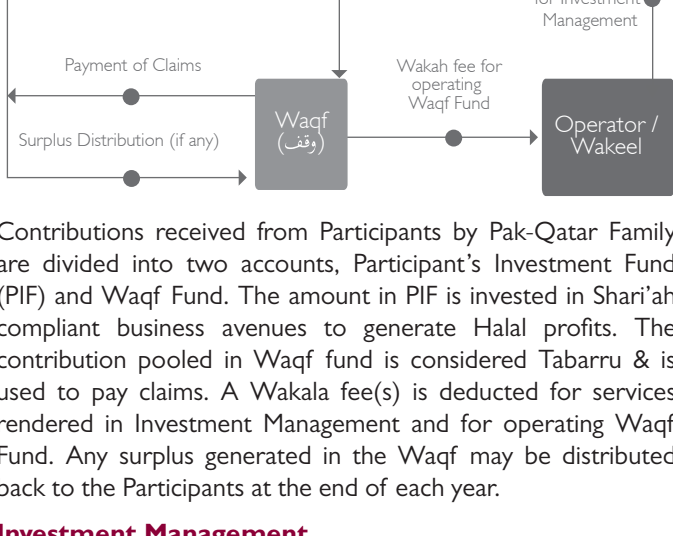 for Investment
Management
Payment of Claims
Wakah fee for
operating
Waqf Fund
Waqf
(وقف)
Operator /
Wakeel
Surplus Distribution (if any)
Contributions received from Participants by Pak-Qatar Family
are divided into two accounts, Participant's Investment Fund
(PIF) and Waqf Fund. The amount in PIF is invested in Shari'ah
compliant business avenues to generate Halal profits. The
contribution pooled in Waqf fund is considered Tabarru & is
used to pay claims. A Wakala fee(s) is deducted for services
rendered in Investment Management and for operating Waqf
Fund. Any surplus generated in the Waqf may be distributed
back to the Participants at the end of each year.
Investment Management